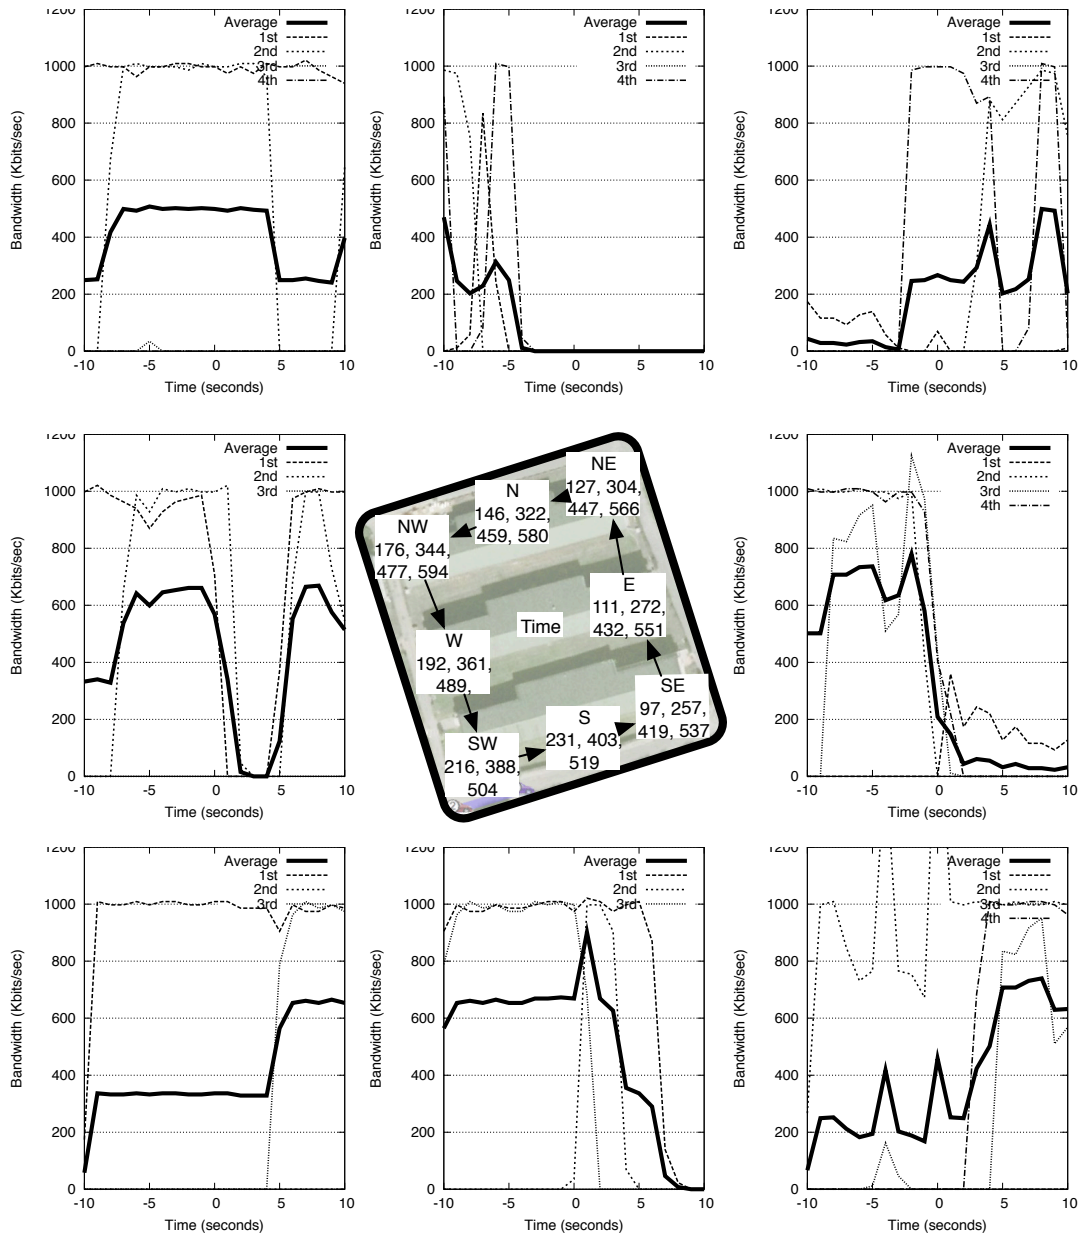 1200
Average
1st
1000
2nd
3rd
4th
800
600
400
200
0
-10
-5
0
5
10
Time (seconds)
Bandwidth (Kbits/sec)
1200
Average
1st
1000
2nd
3rd
4th
800
600
400
200
0
-10
-5
0
5
10
Time (seconds)
Bandwidth (Kbits/sec)
1200
Average
1st
1000
2nd
3rd
4th
800
600
400
200
0
-10
-5
0
5
10
Time (seconds)
Bandwidth (Kbits/sec)
1200
Average
1st
1000
2nd
3rd
800
600
400
200
0
-10
-5
0
5
10
Time (seconds)
Bandwidth (Kbits/sec)
NE
127, 304,
447, 566
N
146, 322,
459, 580
NW
176, 344,
477, 594
E
111, 272,
432, 551
Time
W
192, 361,
489,
SE
97, 257,
419, 537
S
231, 403,
519
SW
216, 388,
504
1200
Average
1st
1000
2nd
3rd
4th
800
600
400
200
0
-10
-5
0
5
10
Time (seconds)
Bandwidth (Kbits/sec)
1200
Average
1st
1000
2nd
3rd
800
600
400
200
0
-10
-5
0
5
10
Time (seconds)
Bandwidth (Kbits/sec)
1200
Average
1st
1000
2nd
3rd
800
600
400
200
0
-10
-5
0
5
10
Time (seconds)
Bandwidth (Kbits/sec)
1200
Average
1st
1000
2nd
3rd
4th
800
600
400
200
0
-10
-5
0
5
10
Time (seconds)
Bandwidth (Kbits/sec)